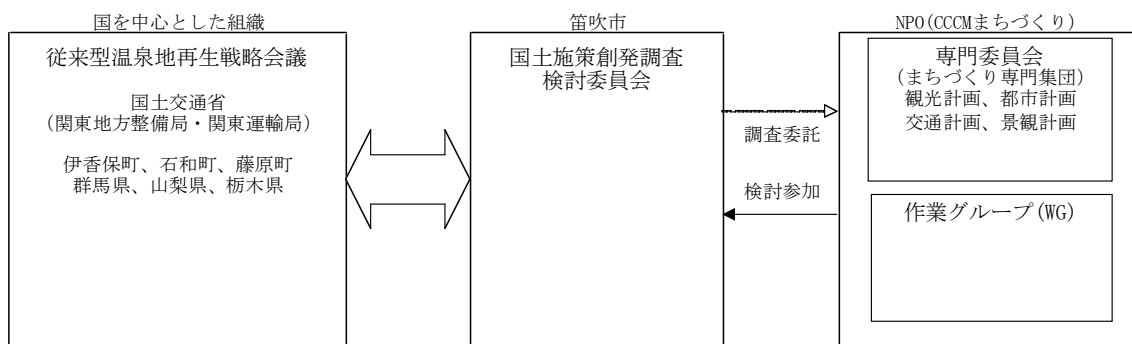 国を中心とした組織
従来型温泉地再生戦略会議
国土交通省
(関東地方整備局・関東運輸局)
伊香保町、石和町、藤原町
群馬県、山梨県、栃木県
笛吹市
国土施策創発調査
検討委員会
調査委託
検討参加
NPO(CCCMまちづくり)
専門委員会
(まちづくり専門集団)
観光計画、都市計画
交通計画、景観計画
作業グループ(WG)